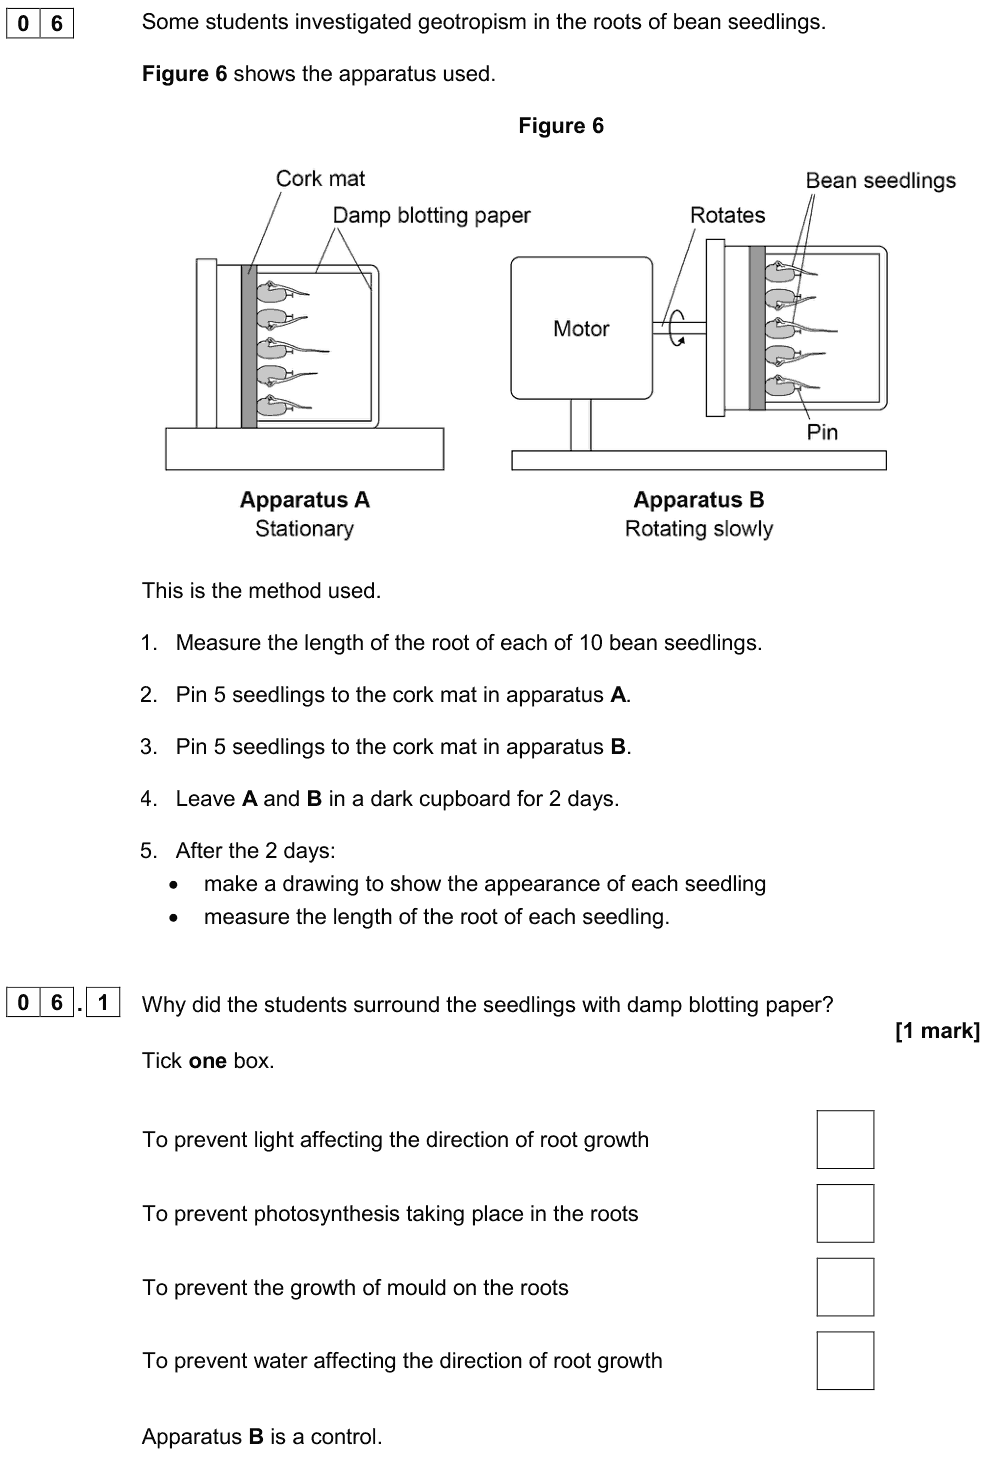 0 6 Some students investigated geotropism in the roots of bean seedlings.
Figure 6 shows the apparatus used.
Figure 6
Cork mat
Damp blotting paper
Bean seedlings
Rotates
Motor
Pin
Apparatus A
Stationary
Apparatus B
Rotating slowly
This is the method used.
1. Measure the length of the root of each of 10 bean seedlings.
2. Pin 5 seedlings to the cork mat in apparatus A.
3. Pin 5 seedlings to the cork mat in apparatus B.
4. Leave A and B in a dark cupboard for 2 days.
5. After the 2 days:
• make a drawing to show the appearance of each seedling
• measure the length of the root of each seedling.
0 6 . 1 Why did the students surround the seedlings with damp blotting paper?
[1 mark]
Tick one box.
To prevent light affecting the direction of root growth
To prevent photosynthesis taking place in the roots
To prevent the growth of mould on the roots
To prevent water affecting the direction of root growth
Apparatus B is a control.